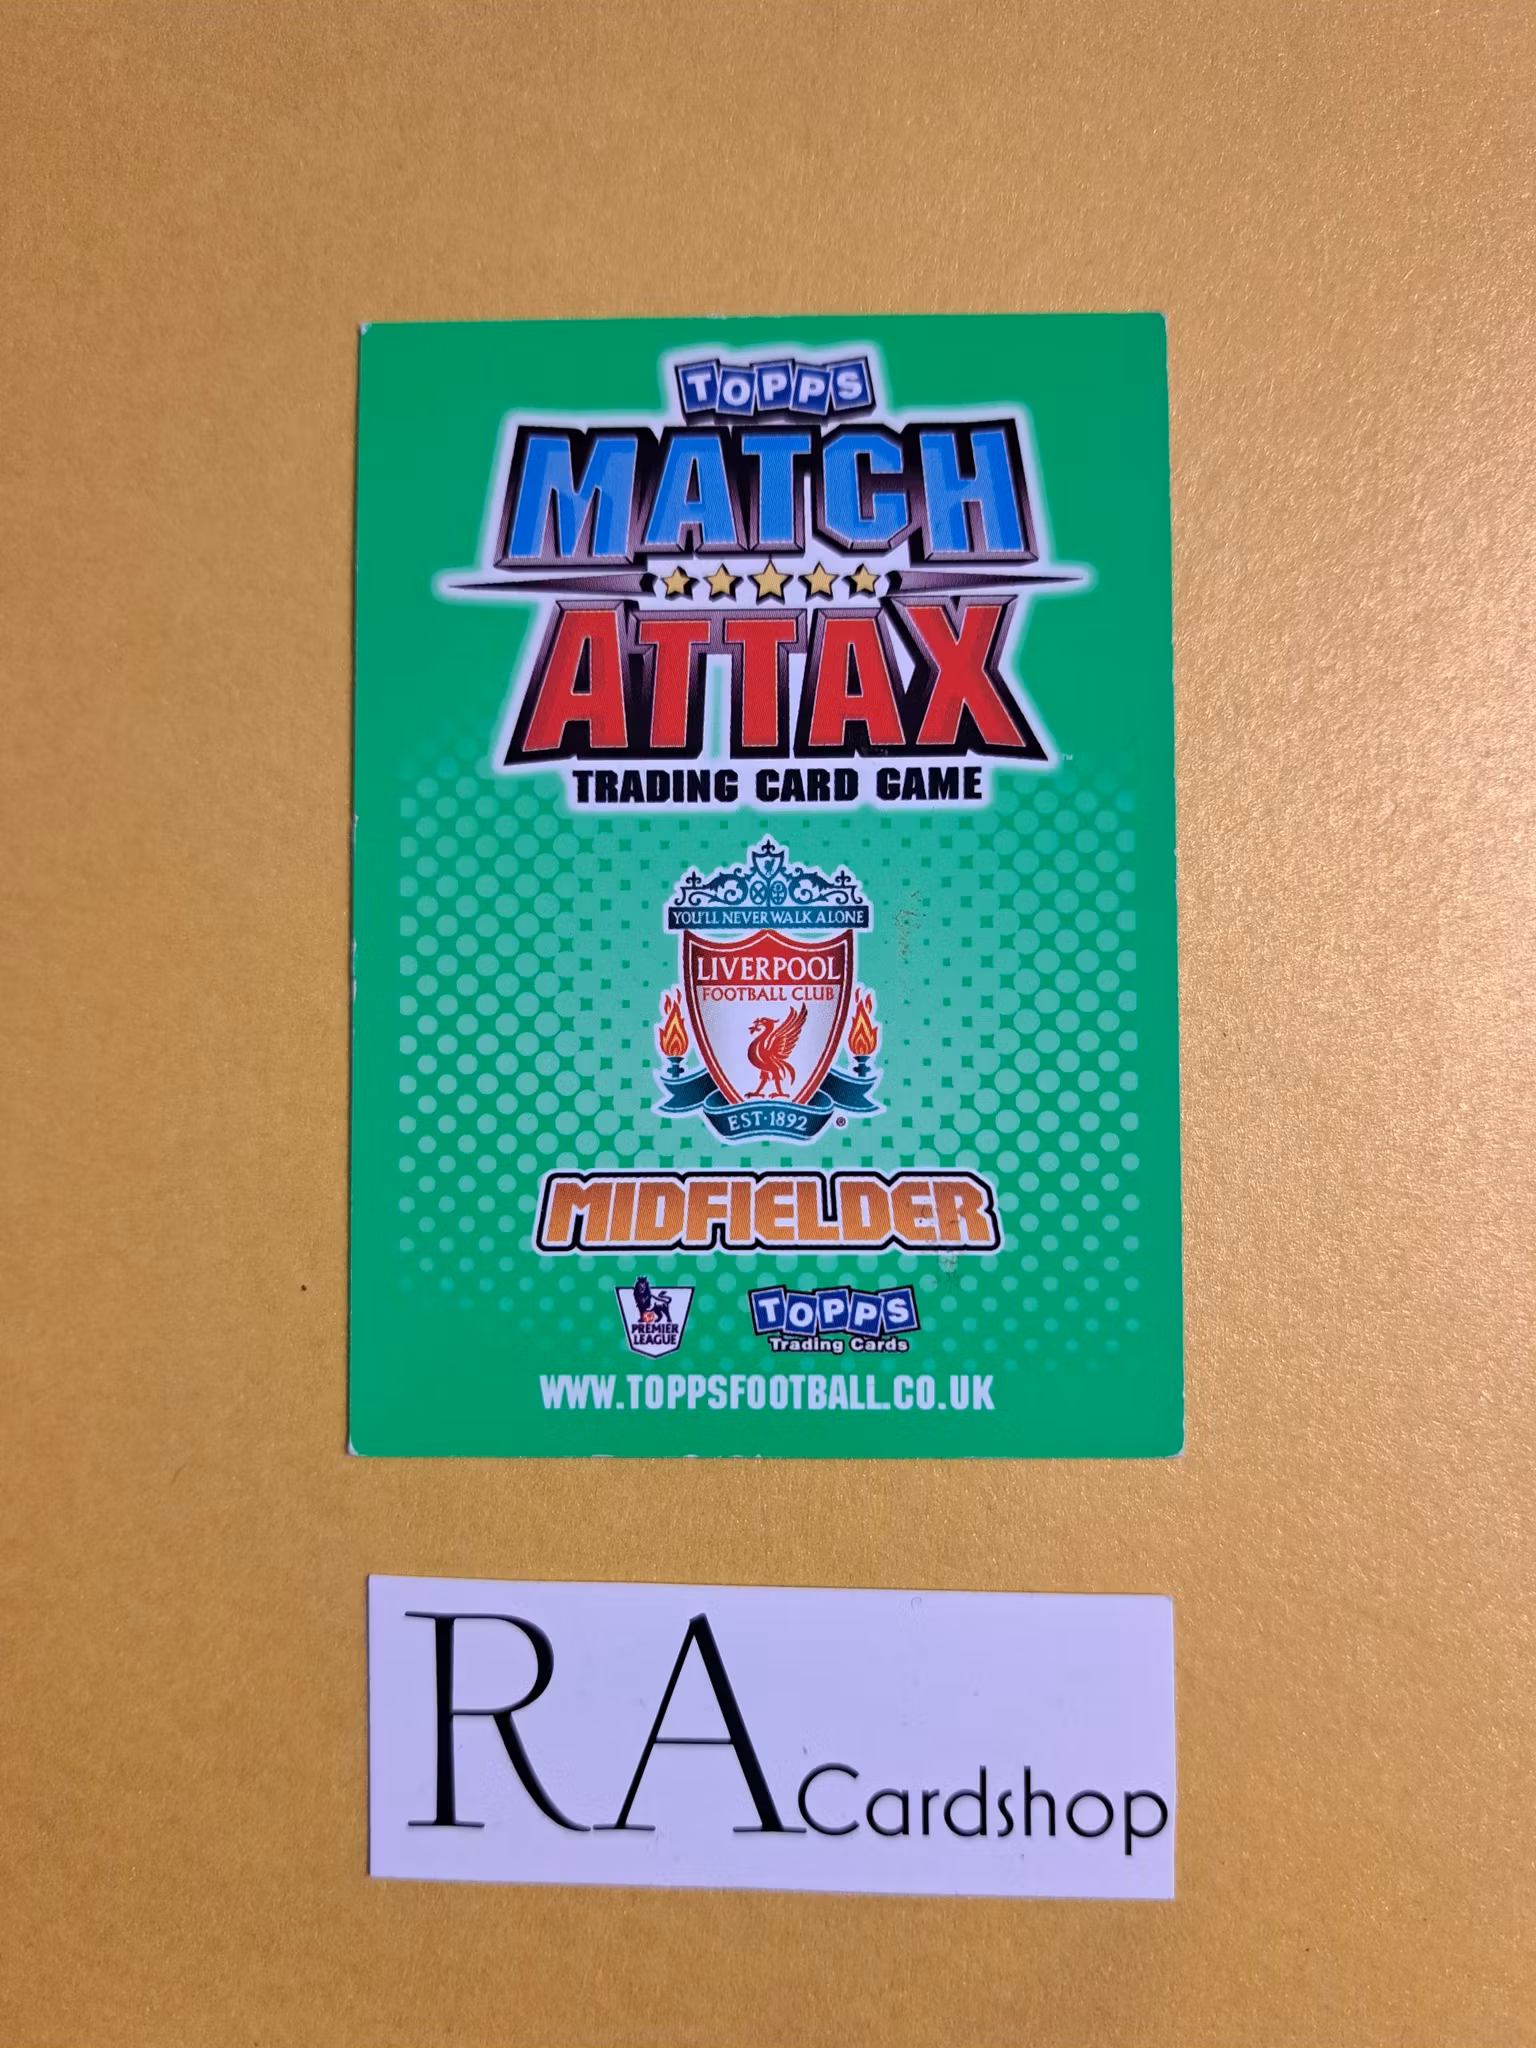 TOPPS
MATCH
ATTAX
TM
TRADING CARD GAME
YOU'LL NEVER WALK ALONE
LIVERPOOL
FOOTBALL CLUB
EST·1892 ®
MIDFIELDER
PREMIER
LEAGUE
TOPPS
Trading Cards
WWW.TOPPSFOOTBALL.CO.UK
RA Cardshop